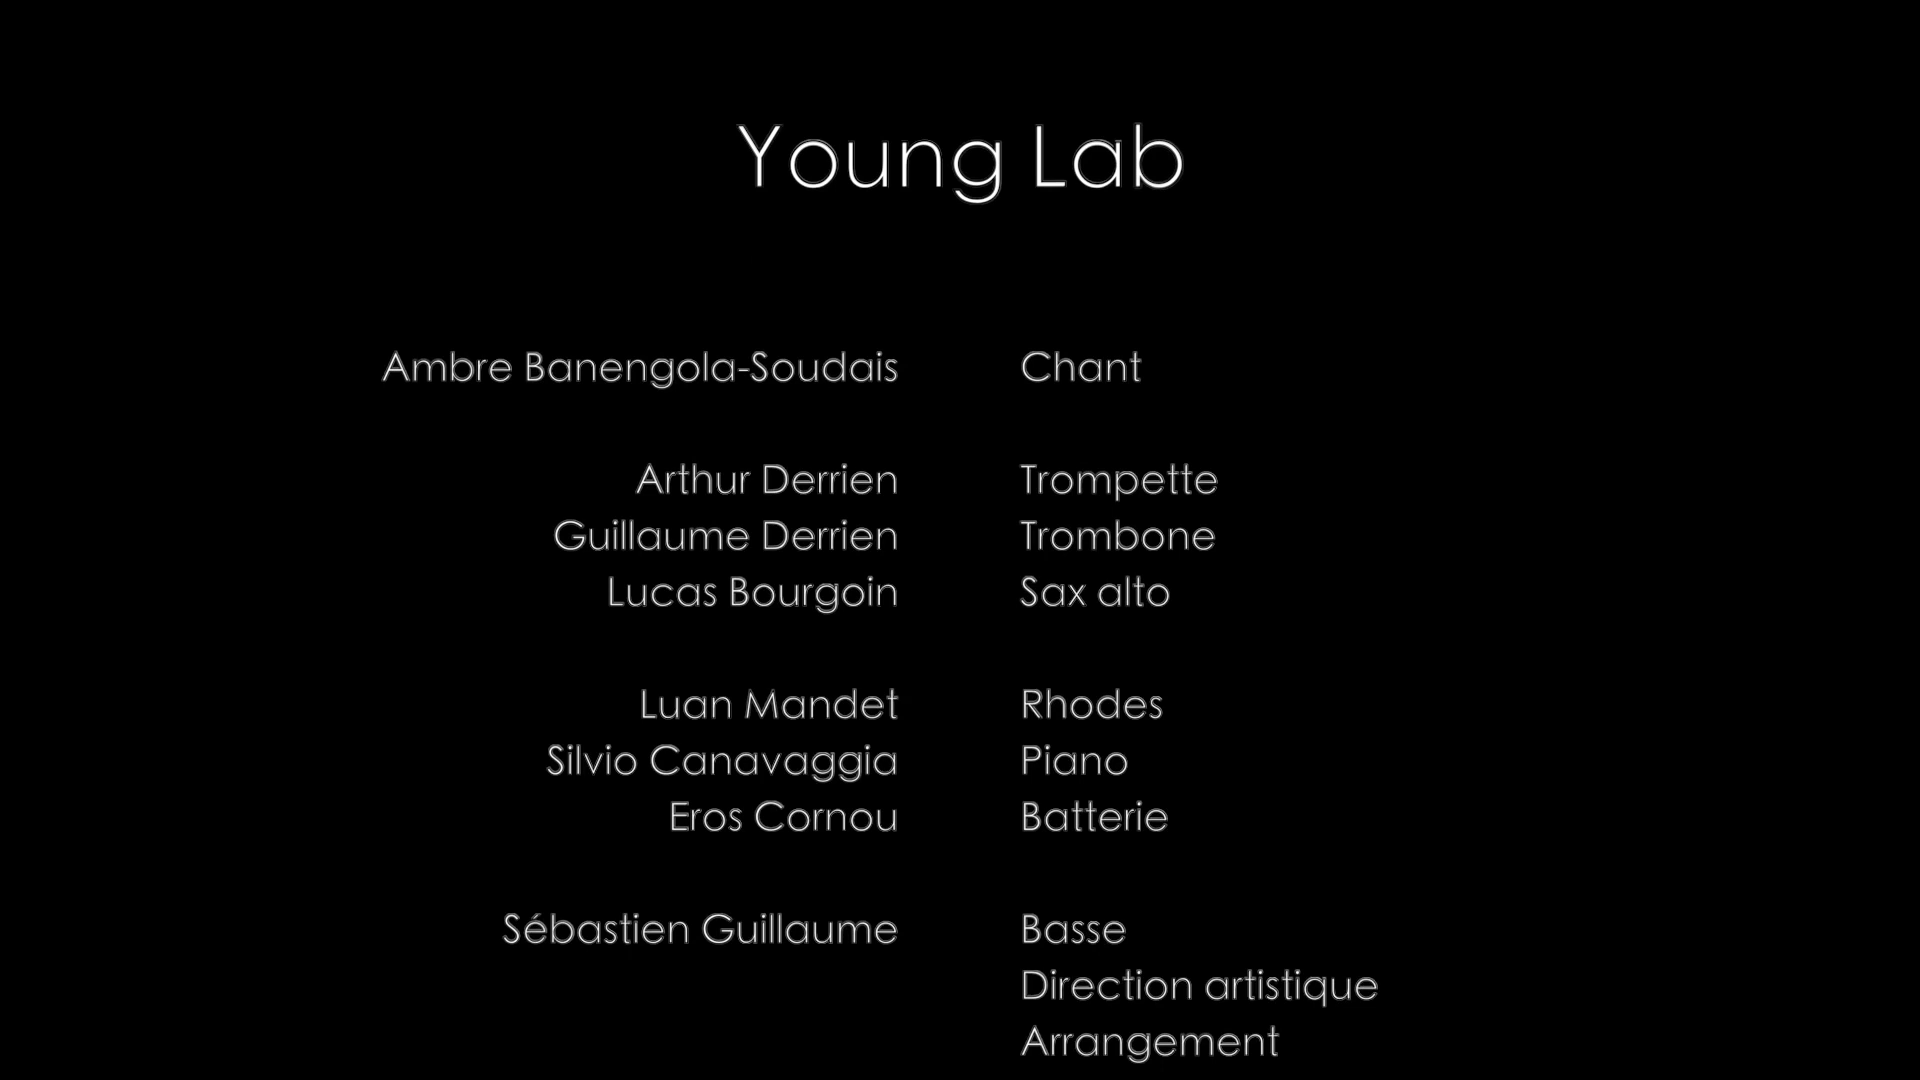 Young Lab
Ambre Banengola-Soudais Chant
Arthur Derrien Trompette
Guillaume Derrien Trombone
Lucas Bourgoin Sax alto
Luan Mandet Rhodes
Silvio Canavaggia Piano
Eros Cornou Batterie
Sébastien Guillaume Basse
Direction artistique
Arrangement